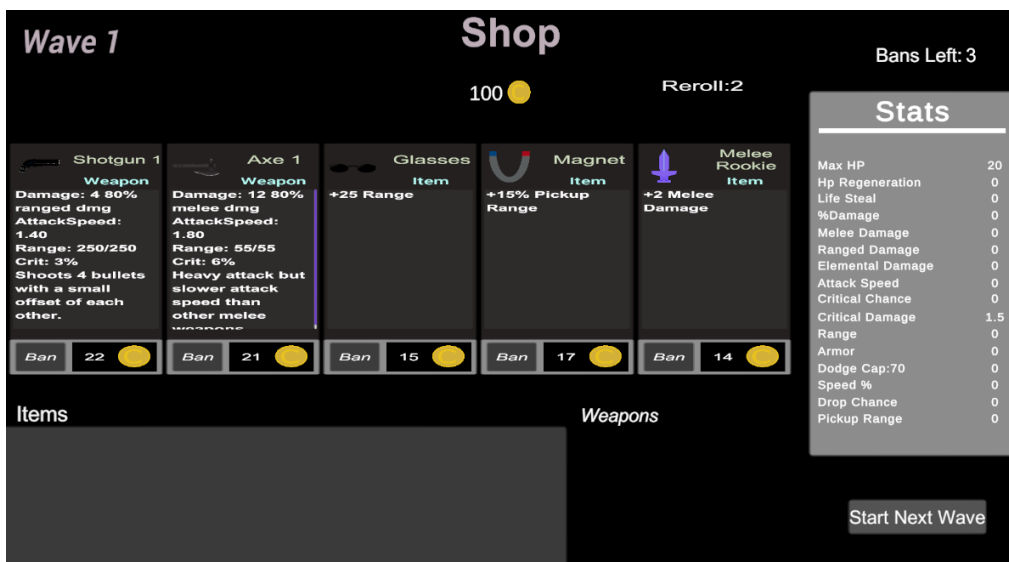 Wave 1
Shop
Bans Left: 3
100
Reroll:2
Shotgun 1
Weapon
Damage: 4 80%
ranged dmg
AttackSpeed:
1.40
Range: 250/250
Crit: 3%
Shoots 4 bullets
with a small
offset of each
other.
Ban
22
Axe 1
Weapon
Damage: 12 80%
melee dmg
AttackSpeed:
1.80
Range: 55/55
Crit: 6%
Heavy attack but
slower attack
speed than
other melee
weapons
Ban
21
Glasses
Item
+25 Range
Ban
15
Magnet
Item
+15% Pickup
Range
Ban
17
Melee
Rookie
Item
+2 Melee
Damage
Ban
14
Stats
Max HP 20
Hp Regeneration 0
Life Steal 0
%Damage 0
Melee Damage 0
Ranged Damage 0
Elemental Damage 0
Attack Speed 0
Critical Chance 0
Critical Damage 1.5
Range 0
Armor 0
Dodge Cap:70 0
Speed % 0
Drop Chance 0
Pickup Range 0
Items
Weapons
Start Next Wave